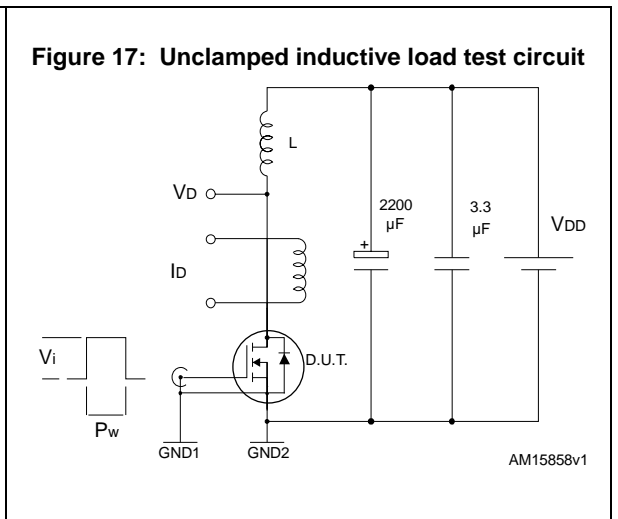 Figure 17: Unclamped inductive load test circuit
L
VD
2200
µF
3.3
µF
VDD
+
ID
Vi
D.U.T.
Pw
GND1
GND2
AM15858v1